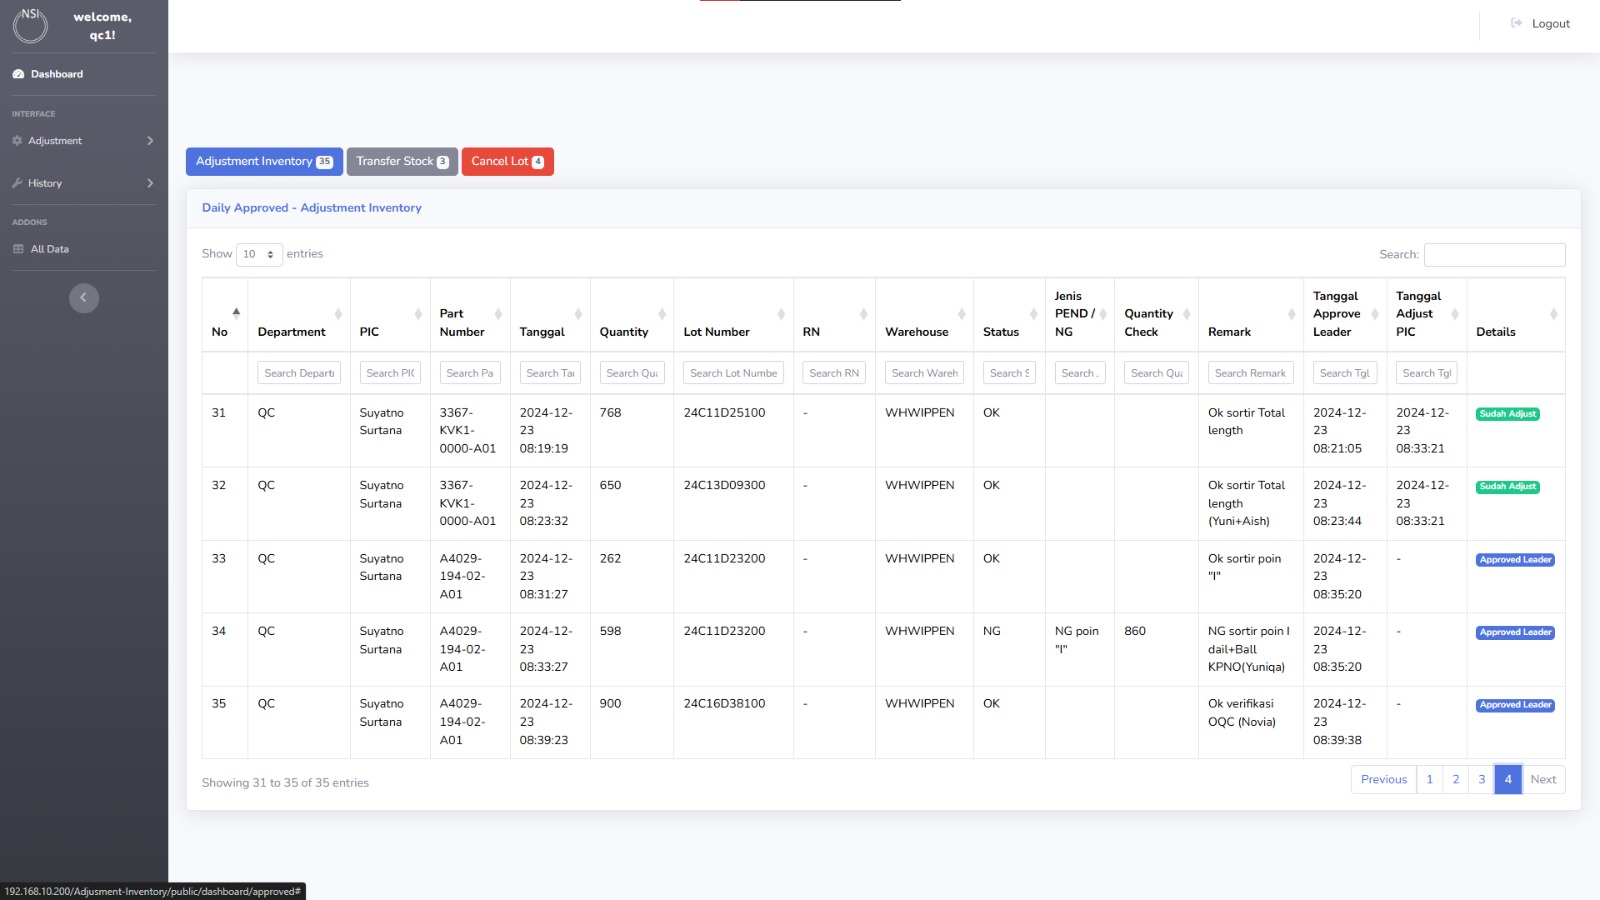 NSI
welcome,
qc1!
Logout
Dashboard
INTERFACE
Adjustment
History
ADDONS
All Data
Adjustment Inventory 35
Transfer Stock 3
Cancel Lot 4
Daily Approved - Adjustment Inventory
Show 10 entries
Search:
No Department PIC Part Number Tanggal Quantity Lot Number RN Warehouse Status Jenis PEND / NG Quantity Check Remark Tanggal Approve Leader Tanggal Adjust PIC Details
Search Departi Search PIC Search Pa Search Tai Search Qua Search Lot Numbe Search RN Search Wareh Search S Search . Search Qua Search Remark Search Tgl Search Tgl
31 QC Suyatno Surtana 3367-KVK1-0000-A01 2024-12-23 08:19:19 768 24C11D25100 - WHWIPPEN OK Ok sortir Total length 2024-12-23 08:21:05 2024-12-23 08:33:21 Sudah Adjust
32 QC Suyatno Surtana 3367-KVK1-0000-A01 2024-12-23 08:23:32 650 24C13D09300 - WHWIPPEN OK Ok sortir Total length (Yuni+Aish) 2024-12-23 08:23:44 2024-12-23 08:33:21 Sudah Adjust
33 QC Suyatno Surtana A4029-194-02-A01 2024-12-23 08:31:27 262 24C11D23200 - WHWIPPEN OK Ok sortir poin "I" 2024-12-23 08:35:20 - Approved Leader
34 QC Suyatno Surtana A4029-194-02-A01 2024-12-23 08:33:27 598 24C11D23200 - WHWIPPEN NG NG poin "I" 860 NG sortir poin I dail+Ball KPNO(Yuniqa) 2024-12-23 08:35:20 - Approved Leader
35 QC Suyatno Surtana A4029-194-02-A01 2024-12-23 08:39:23 900 24C16D38100 - WHWIPPEN OK Ok verifikasi OQC (Novia) 2024-12-23 08:39:38 - Approved Leader
Showing 31 to 35 of 35 entries
Previous 1 2 3 4 Next
192.168.10.200/Adjusment-Inventory/public/dashboard/approved#